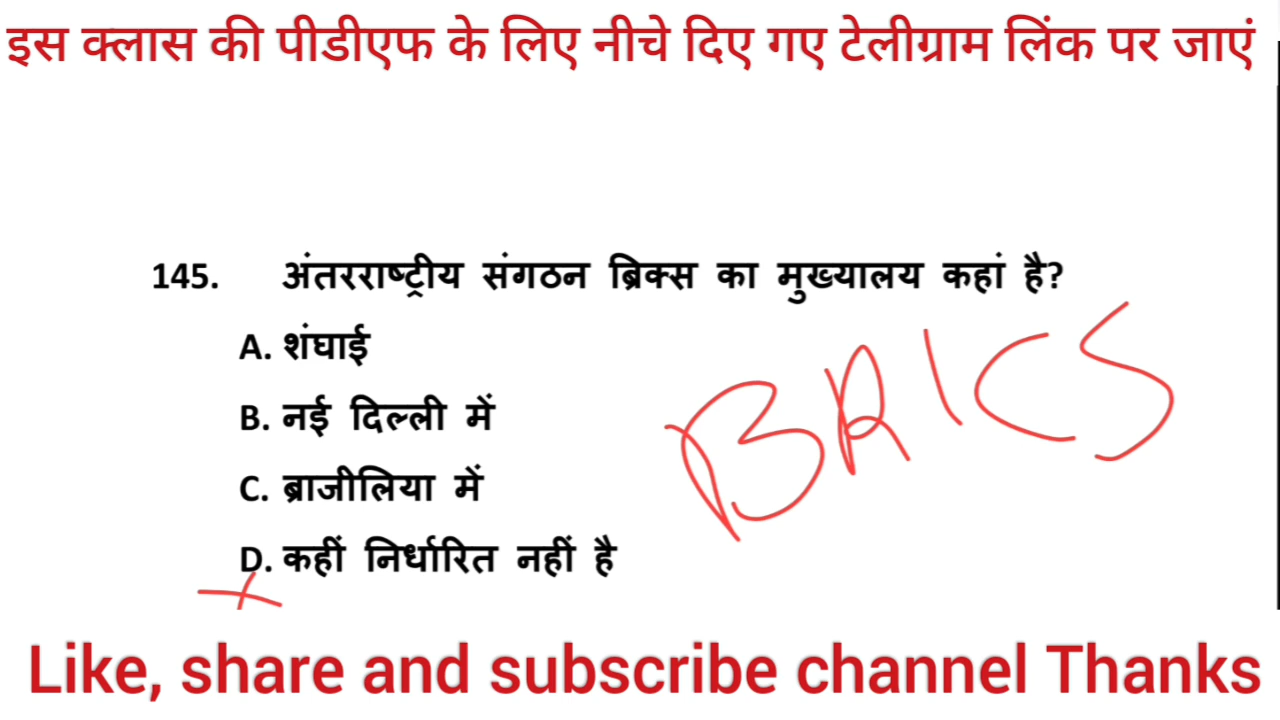 इस क्लास की पीडीएफ के लिए नीचे दिए गए टेलीग्राम लिंक पर जाएं
145. अंतरराष्ट्रीय संगठन ब्रिक्स का मुख्यालय कहां है?
A. शंघाई
B. नई दिल्ली में
C. ब्राजीलिया में
D. कहीं निर्धारित नहीं है
BRICS
Like, share and subscribe channel Thanks